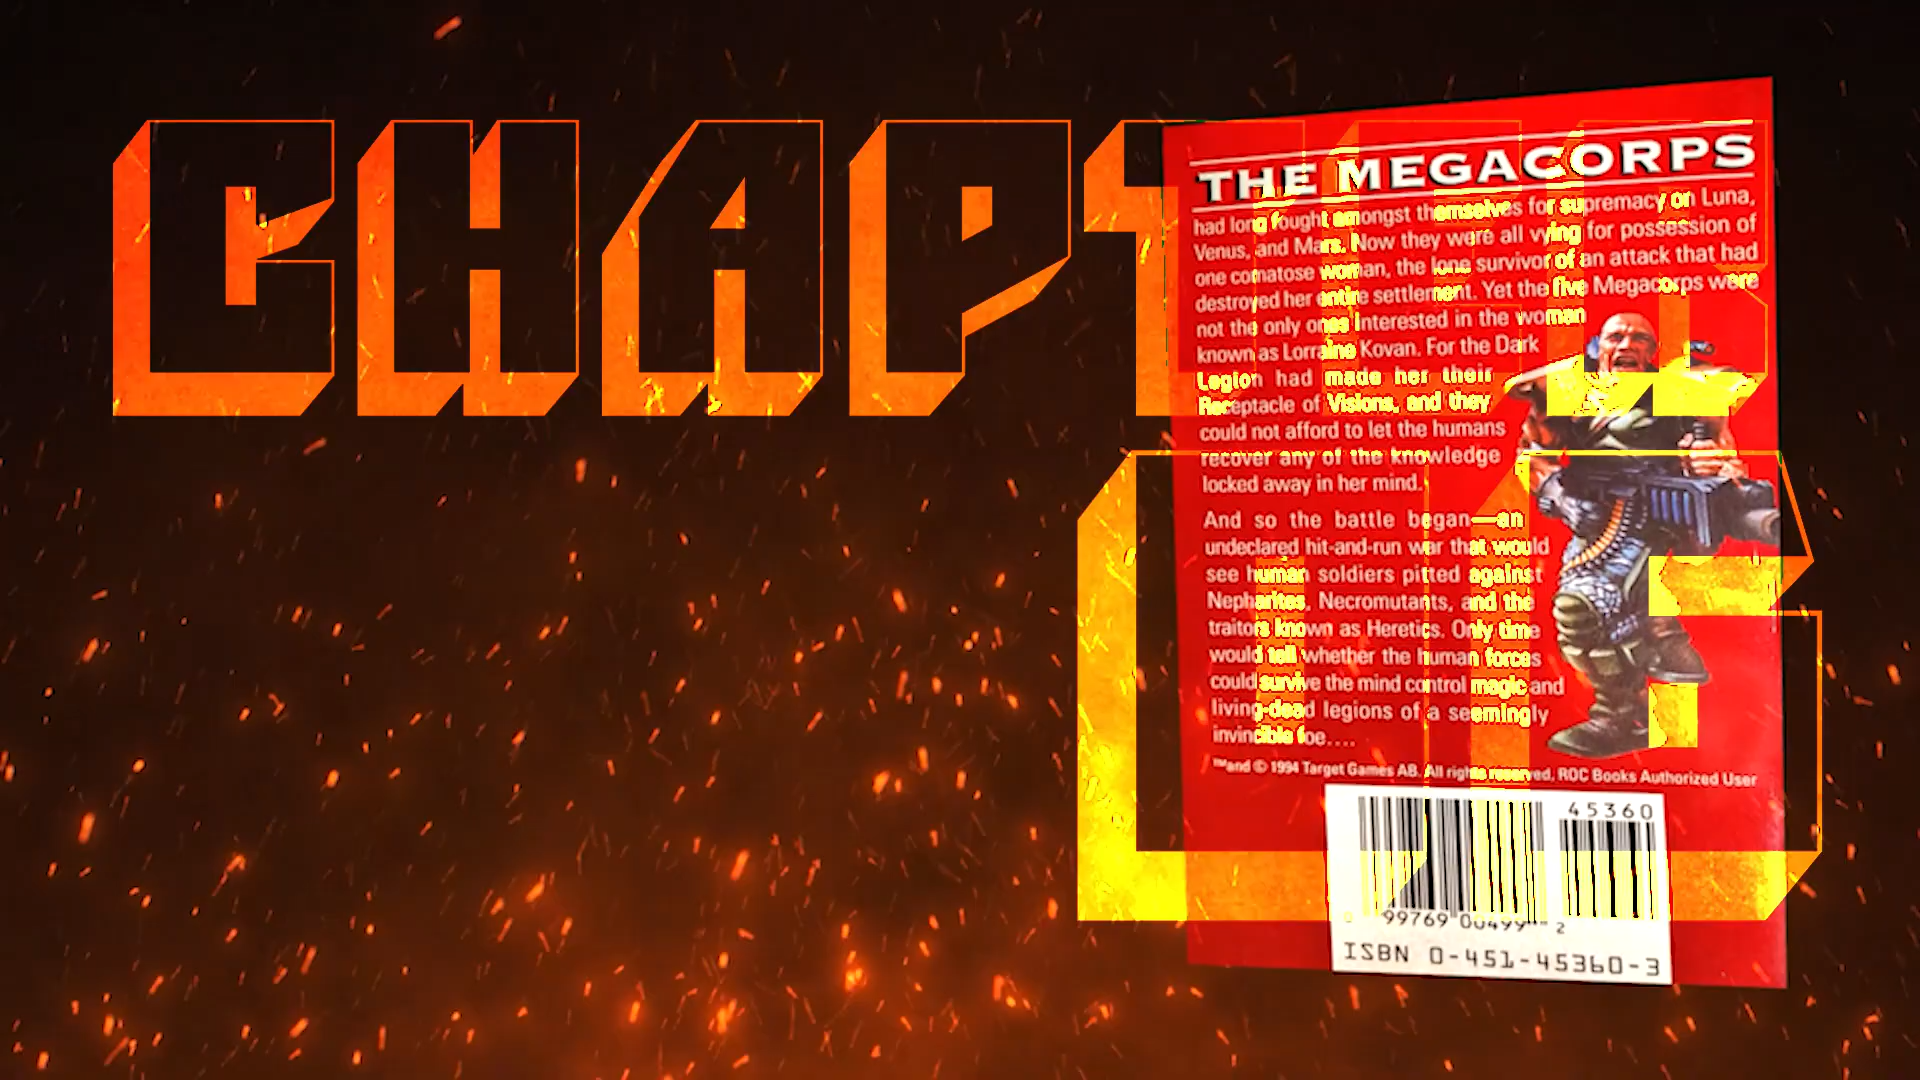 CHAPTER
THE MEGACORPS
had long fought amongst themselves for supremacy on Luna,
Venus, and Mars. Now they were all vying for possession of
one comatose woman, the lone survivor of an attack that had
destroyed her entire settlement. Yet the five Megacorps were
not the only ones interested in the woman
known as Lorraine Kovan. For the Dark
Legion had made her their
Receptacle of Visions, and they
could not afford to let the humans
recover any of the knowledge
locked away in her mind.
And so the battle began—an
undeclared hit-and-run war that would
see human soldiers pitted against
Nepharites, Necromutants, and the
traitors known as Heretics. Only time
would tell whether the human forces
could survive the mind control magic and
living-dead legions of a seemingly
invincible foe....
™and © 1994 Target Games AB. All rights reserved, ROC Books Authorized User
45360
99769 00499 2
ISBN 0-451-45360-3